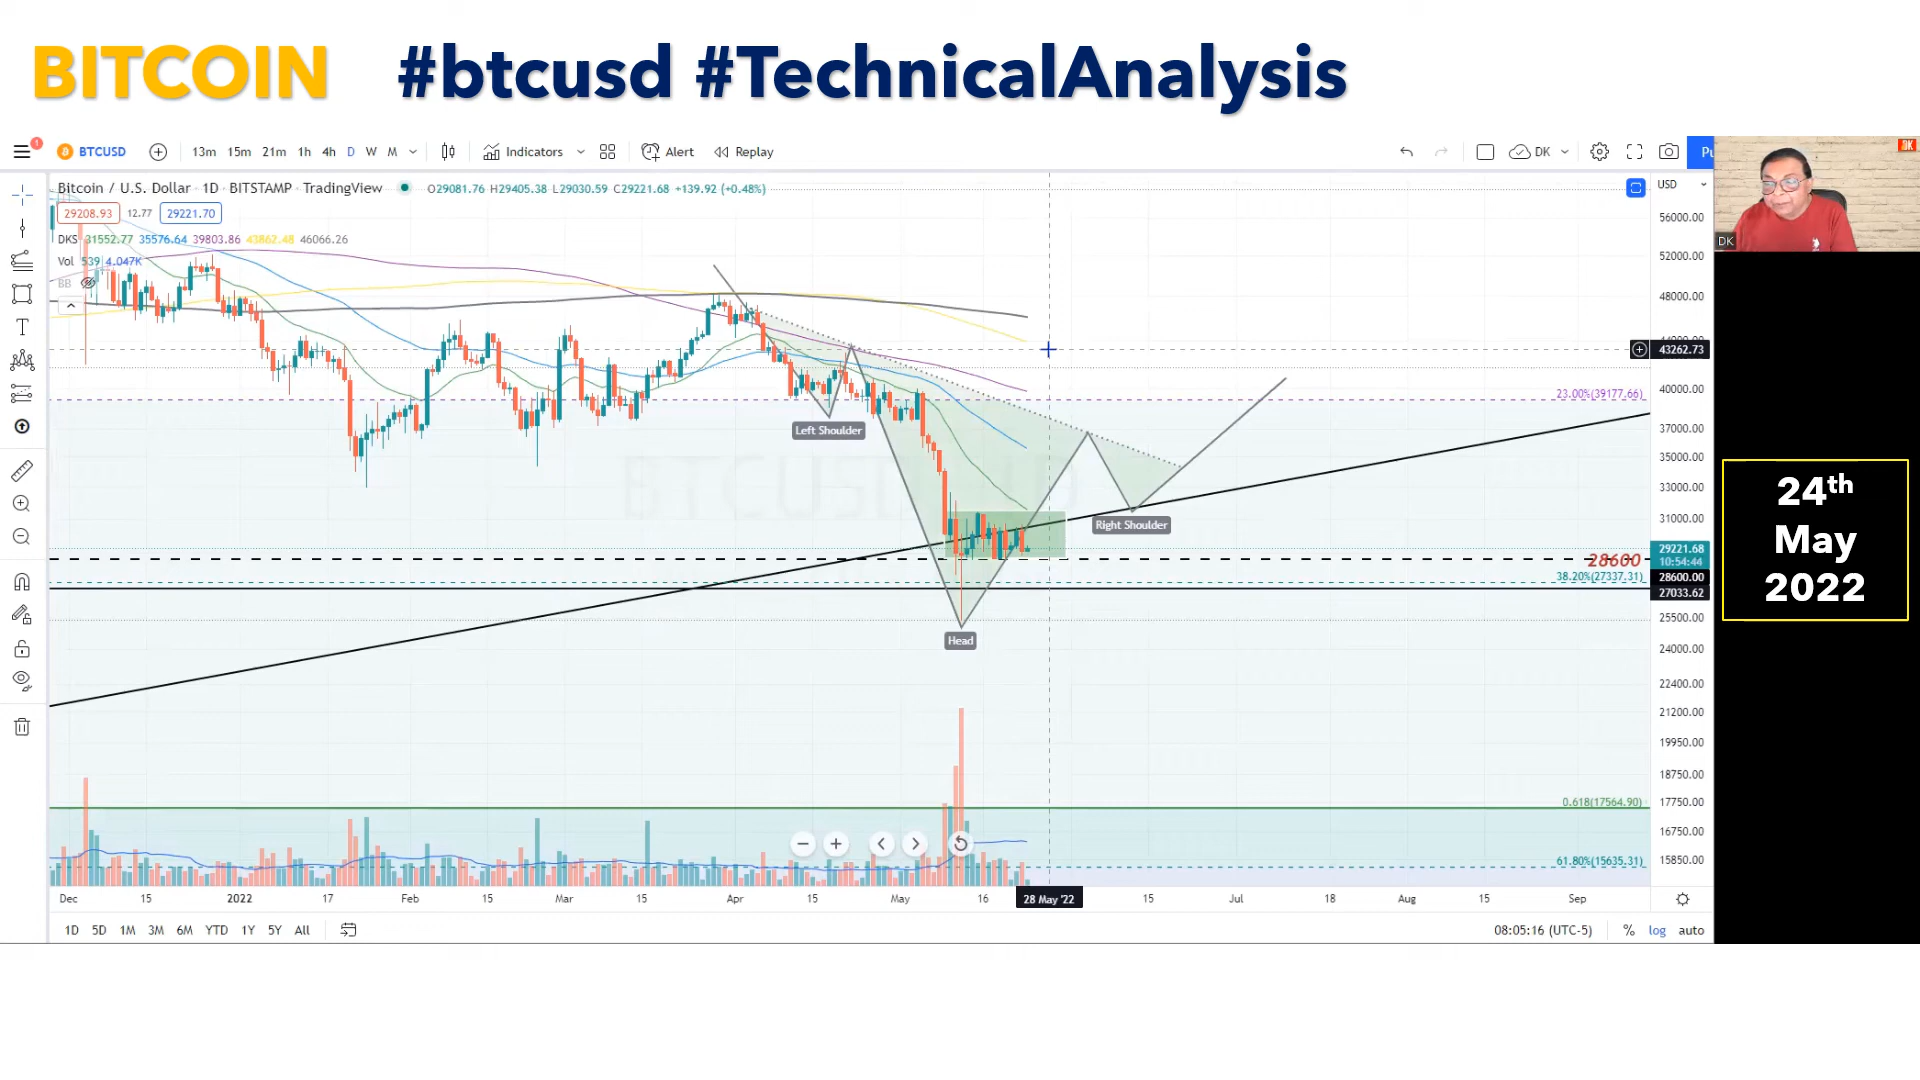 BITCOIN #btcusd #TechnicalAnalysis
BTCUSD 13m 15m 21m 1h 4h D W M Indicators Alert Replay DK Pu
Bitcoin / U.S. Dollar · 1D · BITSTAMP · TradingView O29081.76 H29405.38 L29030.59 C29221.68 +139.92 (+0.48%) USD
29208.93 12.77 29221.70
DKS 31552.77 35576.64 39803.86 43862.48 46066.26
Vol 539 4.047K
BB
56000.00
52000.00
48000.00
43262.73
40000.00
23.00%(39177.66)
37000.00
35000.00
33000.00
31000.00
29221.68
10:54:44
28600
28600.00
38.20%(27337.31)
27033.62
25500.00
24000.00
22400.00
21200.00
19950.00
18750.00
0.618(17564.90)
17750.00
16750.00
61.80%(15635.31)
15850.00
Left Shoulder
Head
Right Shoulder
BTCUSD
Dec 15 2022 17 Feb 15 Mar 15 Apr 15 May 16 28 May '22 15 Jul 18 Aug 15 Sep
1D 5D 1M 3M 6M YTD 1Y 5Y All 08:05:16 (UTC-5) % log auto
DK
DK
24th
May
2022